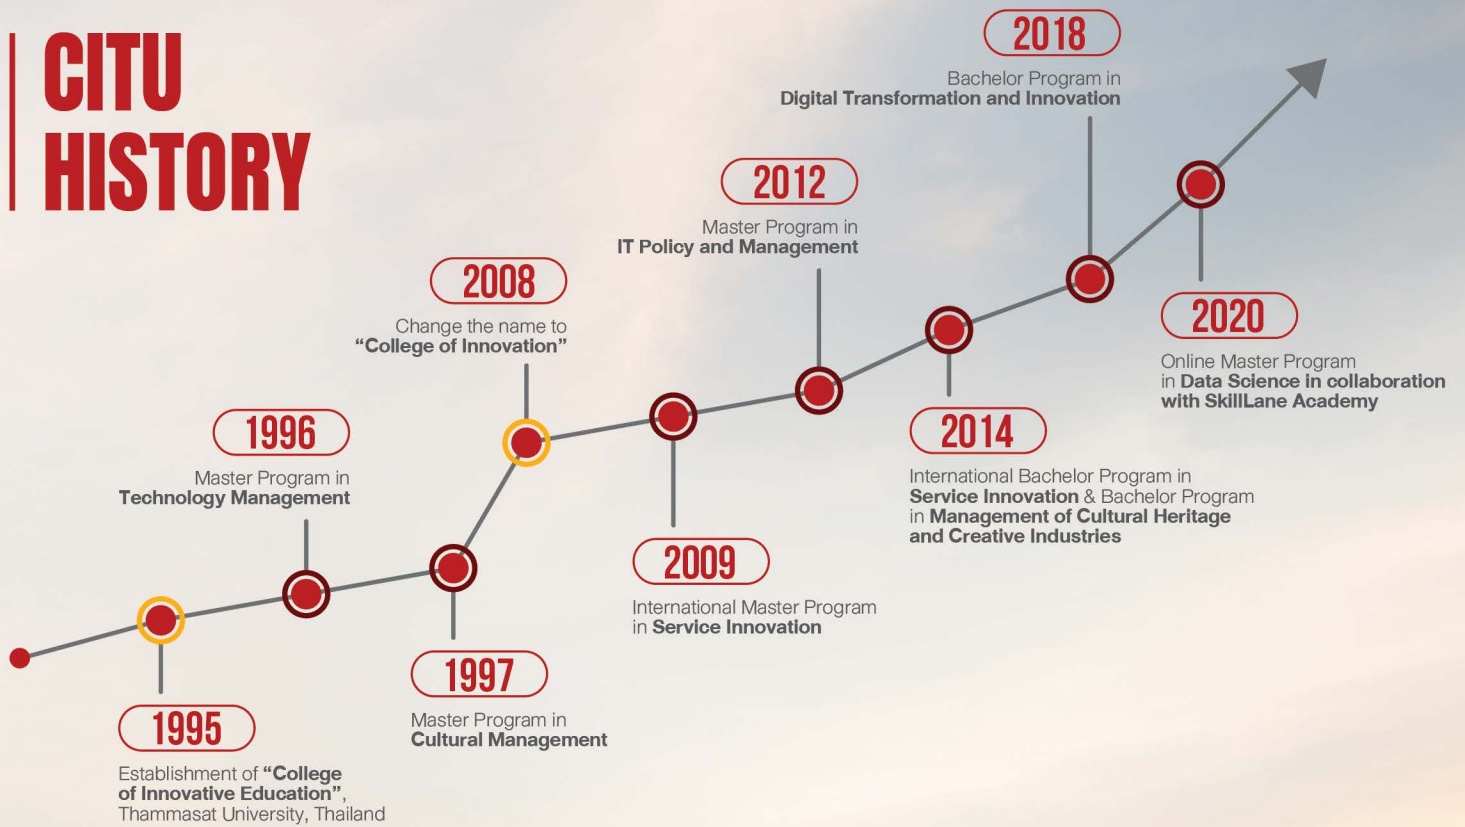 CITU
HISTORY
1995
Establishment of “College
of Innovative Education”,
Thammasat University, Thailand
1996
Master Program in
Technology Management
1997
Master Program in
Cultural Management
2008
Change the name to
“College of Innovation”
2009
International Master Program
in Service Innovation
2012
Master Program in
IT Policy and Management
2014
International Bachelor Program in
Service Innovation & Bachelor Program
in Management of Cultural Heritage
and Creative Industries
2018
Bachelor Program in
Digital Transformation and Innovation
2020
Online Master Program
in Data Science in collaboration
with SkillLane Academy